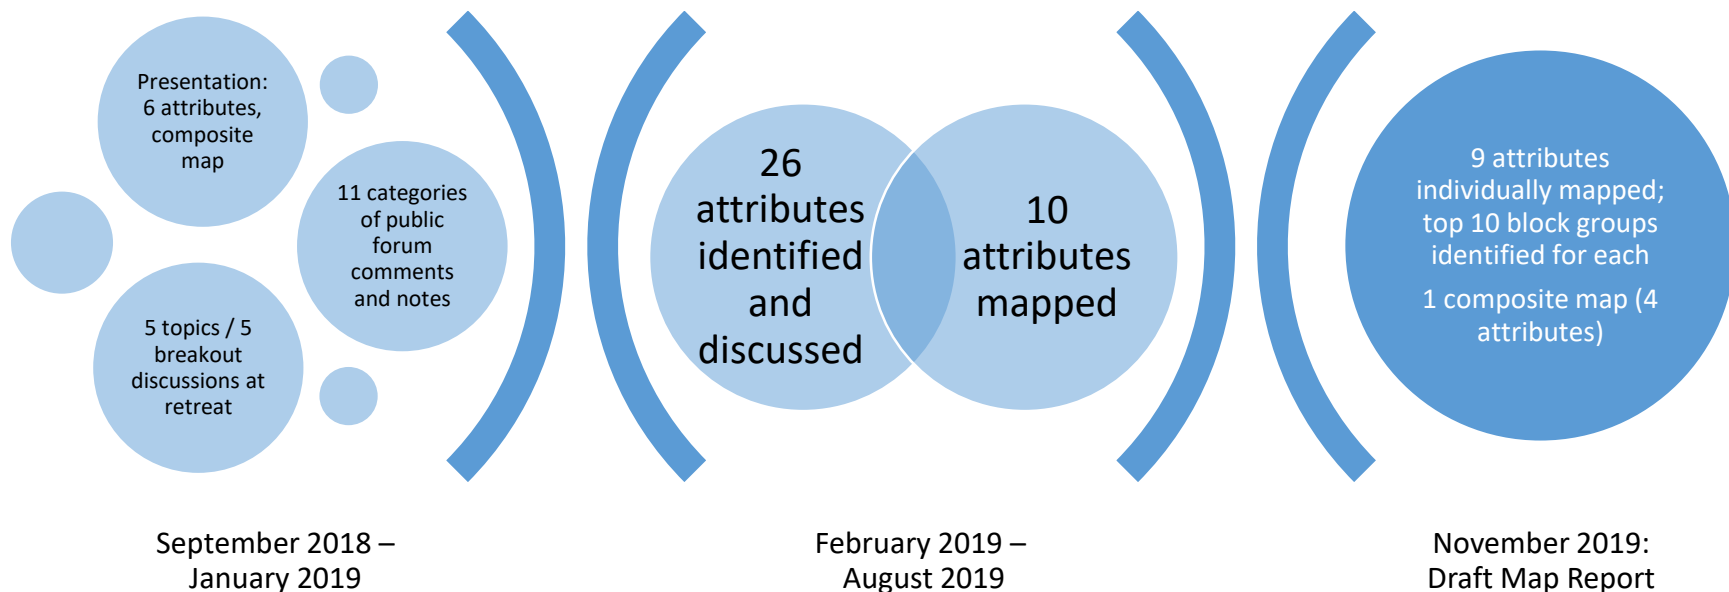 Presentation:
6 attributes,
composite
map
11 categories
of public
forum
comments
and notes
5 topics / 5
breakout
discussions at
retreat
September 2018 –
January 2019
26
attributes
identified
and
discussed
10
attributes
mapped
February 2019 –
August 2019
9 attributes
individually mapped;
top 10 block groups
identified for each
1 composite map (4
attributes)
November 2019:
Draft Map Report